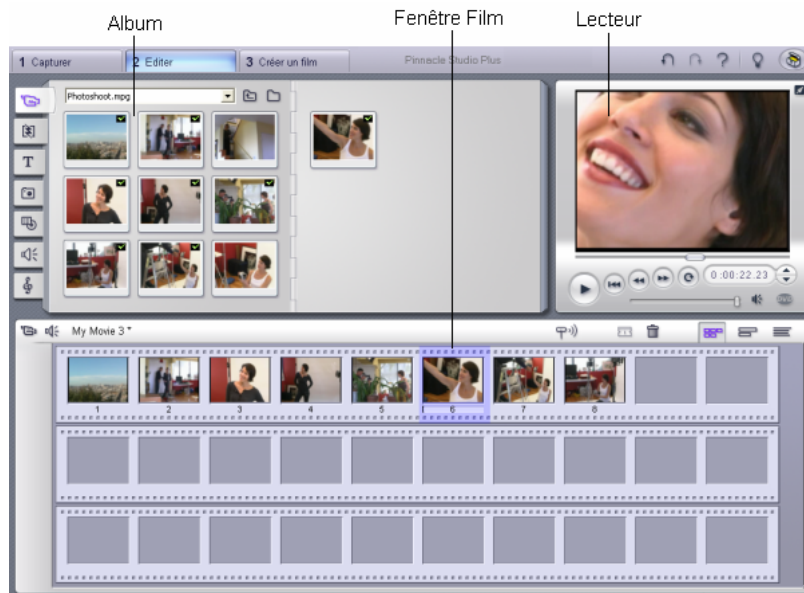 Album
Fenêtre Film
Lecteur
1 Capturer
2 Editer
3 Créer un film
Pinnacle Studio Plus
?
Photoshoot.mpg
T
0:00:22.23
My Movie 3 *
1 2 3 4 5 6 7 8